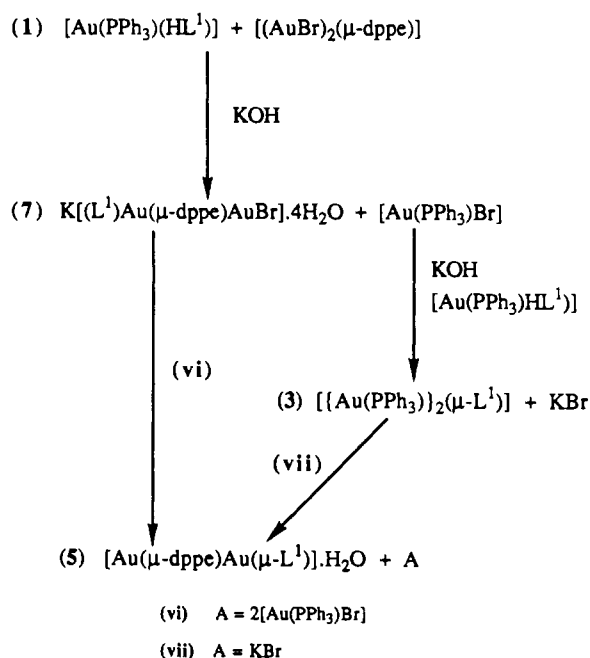 (1) [Au(PPh₃)(HL¹)] + [(AuBr)₂(μ-dppe)]
KOH
(7) K[(L¹)Au(μ-dppe)AuBr].4H₂O + [Au(PPh₃)Br]
KOH
[Au(PPh₃)HL¹)]
(vi)
(3) [{Au(PPh₃)}₂(μ-L¹)] + KBr
(vii)
(5) [Au(μ-dppe)Au(μ-L¹)].H₂O + A
(vi) A = 2[Au(PPh₃)Br]
(vii) A = KBr